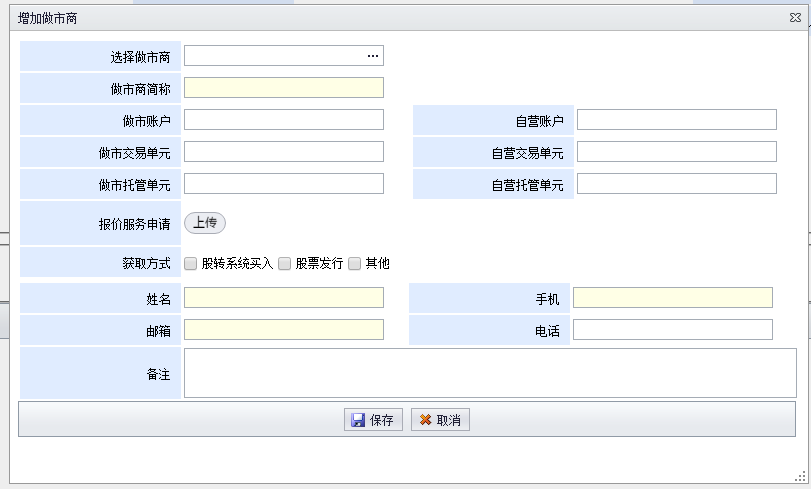 增加做市商
选择做市商 ...
做市商简称
做市账户 自营账户
做市交易单元 自营交易单元
做市托管单元 自营托管单元
报价服务申请 上传
获取方式 股转系统买入 股票发行 其他
姓名 手机
邮箱 电话
备注
保存 取消